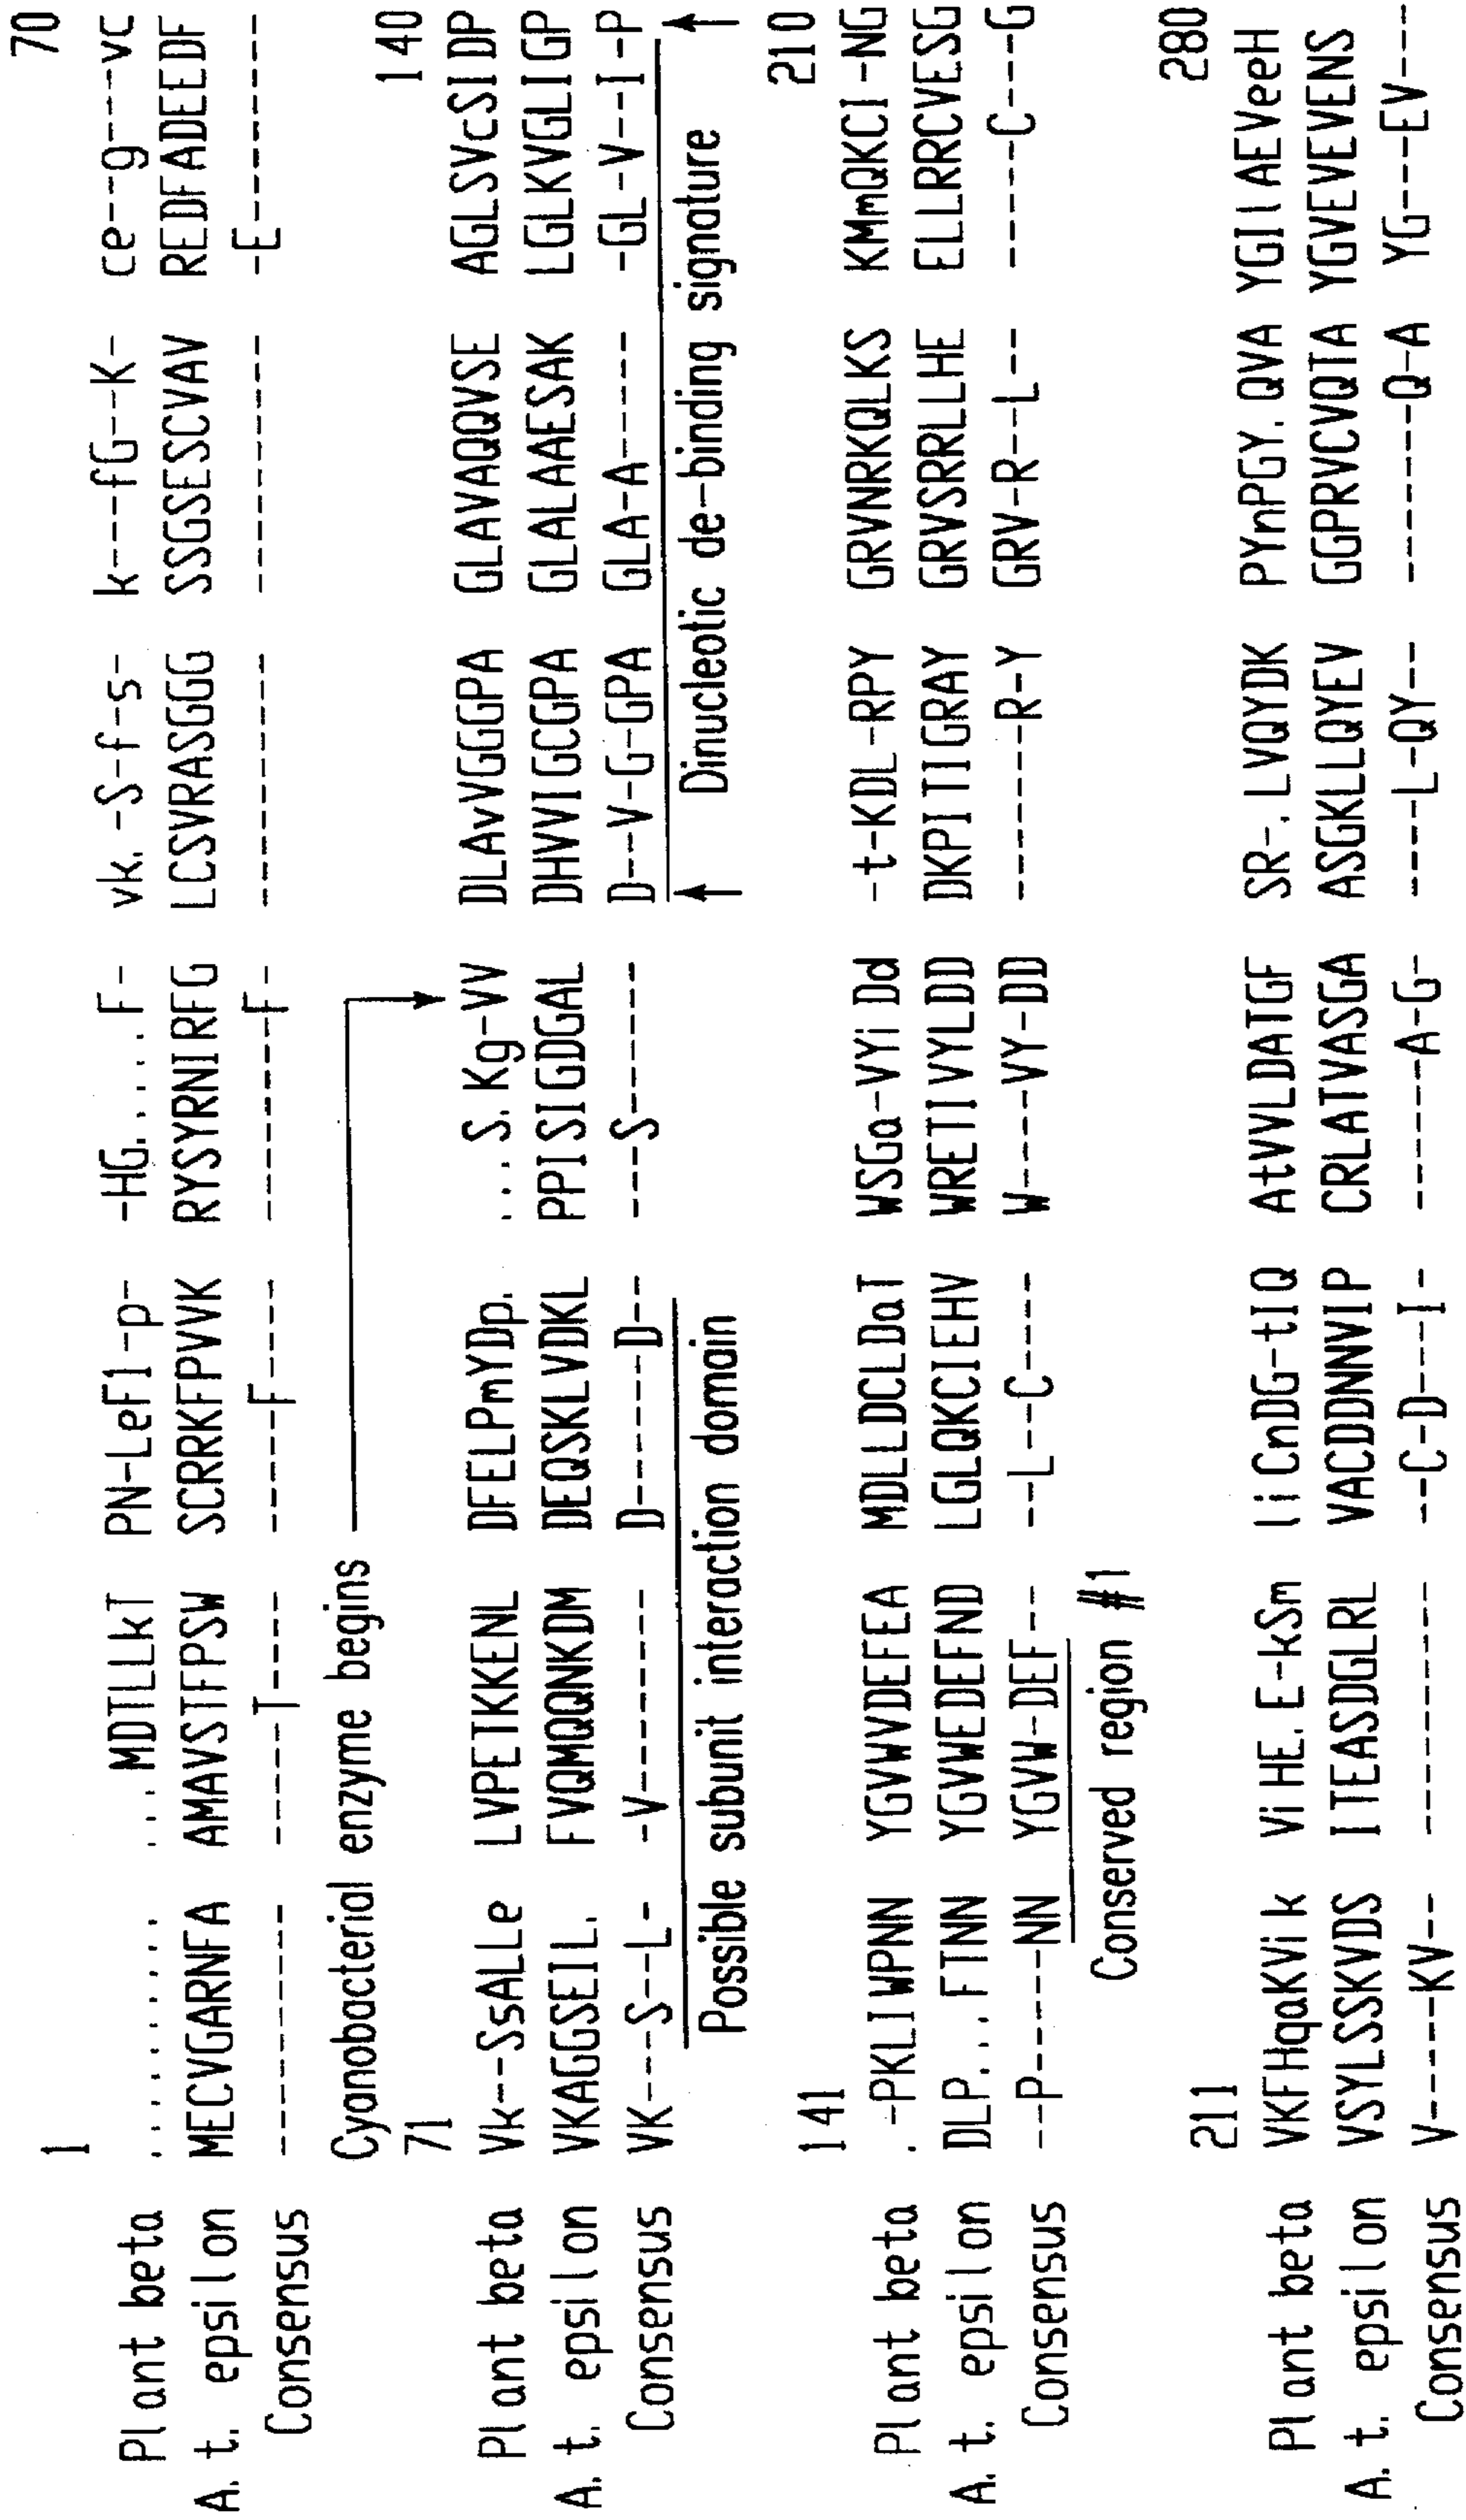 1 70
Plant beta .......... ...MDTLLkT PN-LeF1-p- -HG....F- vk.-S-f-s- k---fG--K- ce--g---vc
A. t. epsilon MECVGARNFA AMAVSTFPSW SCRRKFPVVK RYSYRNIRFG LCSVRASGGG SSGSESCVAV REDFADEEDF
Consensus ---------- -----T---- -----F---- --------F- ---------- ---------- -E--------
Cyanobacterial enzyme begins
71 140
Plant beta Vk--SsALLe LVPETKKENL DFELPmYDp. ...S.Kg-VV DLAvVGGGPA GLAVAQQVSE AGLSVcSIDP
A. t. epsilon VKAGGSEIL. FVQMQQNKDM DEQSKLVDKL PPISIGDGAL DHVVIGCGPA GLALAAESAK LGLKVGLIGP
Consensus VK---S--L- -V-------- D------D-- ---S------ D--V-G-GPA GLA-A----- -GL-V--I-P
Possible subunit interaction domain Dinucleotic de-binding signature
141 210
Plant beta .-PKLIWPNN YGVWVDEFEA MDLLDCLDaT WSGa-VYiDd -t-KDL-RPY GRVNRKQLKS KMmQKCI-NG
A. t. epsilon DLP...FTNN YGVWEDEFND LGLQKCIEHV WRETIVYLDD DKPITIGRAY GRVSRRLLHE ELLRRCVESG
Consensus --P-----NN YGVW-DEF-- --L--C---- W----VY-DD -------R-Y GRV-R--L-- -----C---G
Conserved region #1
211 280
Plant beta VKFHqaKVik ViHE.E-kSm liCnDG-tIQ AtVVLDATGF SR-.LVQYDK PYnPGY.QVA YGIlAEVeeH
A. t. epsilon VSYLSSKVDS ITEASDGLRL VACDDNNVIP CRLATVASGA ASGKLLQYEV GGPRVCVQTA YGVEVEVENS
Consensus V-----KV-- ---------- --C-D---I- ------A-G- ----L-QY-- -------Q-A YG---EV---